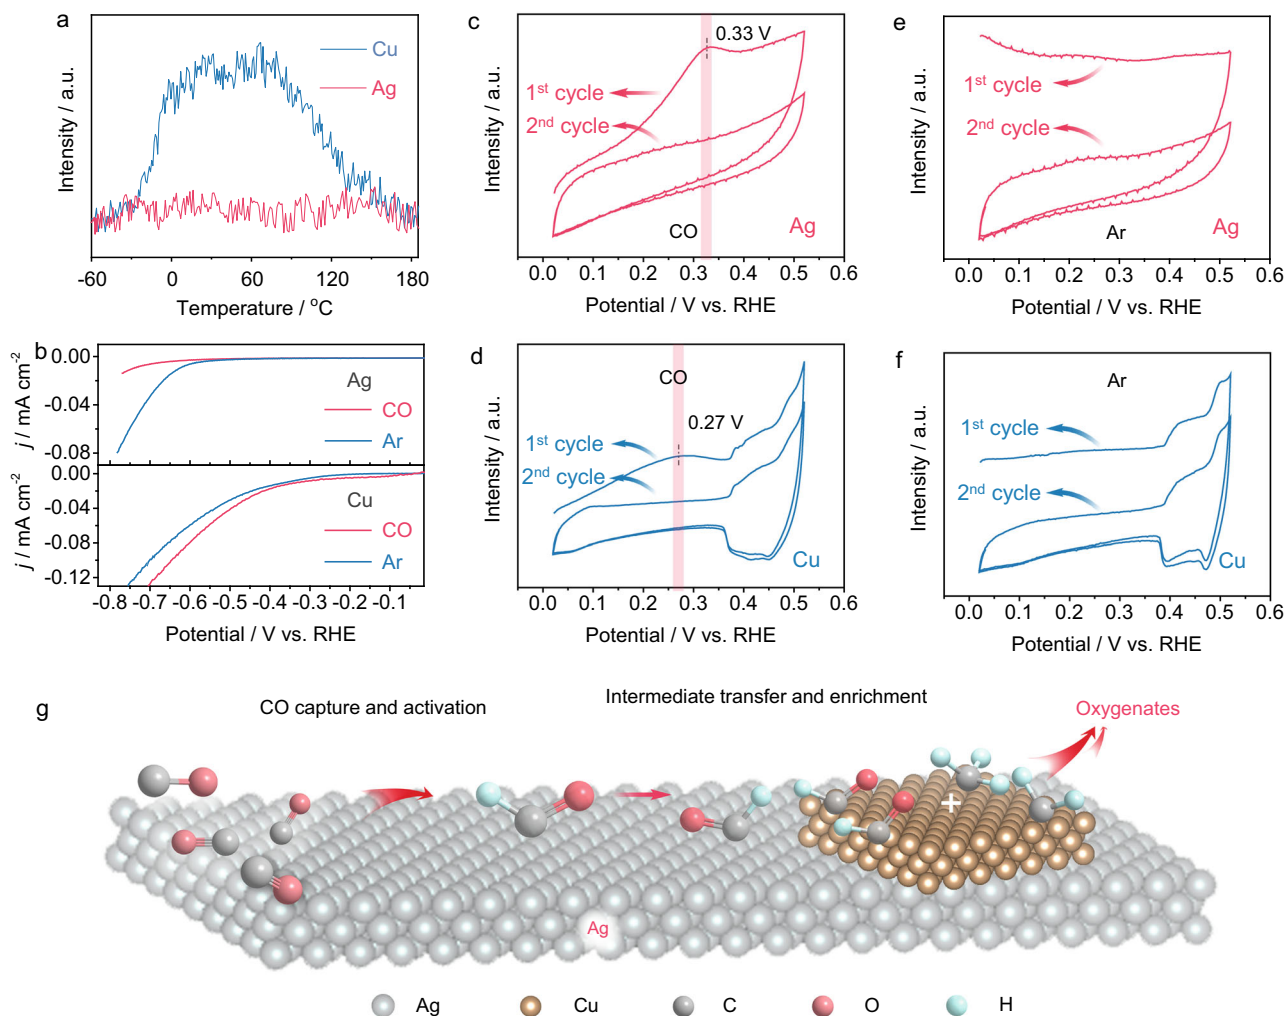 a
Intensity / a.u.
Cu
Ag
-60 0 60 120 180
Temperature / °C
b
j / mA cm⁻²
0.00
-0.04
-0.08
Ag
CO
Ar
j / mA cm⁻²
0.00
-0.04
-0.08
-0.12
Cu
CO
Ar
-0.8 -0.7 -0.6 -0.5 -0.4 -0.3 -0.2 -0.1
Potential / V vs. RHE
c
Intensity / a.u.
0.33 V
1st cycle
2nd cycle
CO
Ag
0.0 0.1 0.2 0.3 0.4 0.5 0.6
Potential / V vs. RHE
d
Intensity / a.u.
CO
0.27 V
1st cycle
2nd cycle
Cu
0.0 0.1 0.2 0.3 0.4 0.5 0.6
Potential / V vs. RHE
e
Intensity / a.u.
1st cycle
2nd cycle
Ar
Ag
0.0 0.1 0.2 0.3 0.4 0.5 0.6
Potential / V vs. RHE
f
Intensity / a.u.
Ar
1st cycle
2nd cycle
Cu
0.0 0.1 0.2 0.3 0.4 0.5 0.6
Potential / V vs. RHE
g
CO capture and activation
Intermediate transfer and enrichment
Oxygenates
+
Ag
Ag Cu C O H